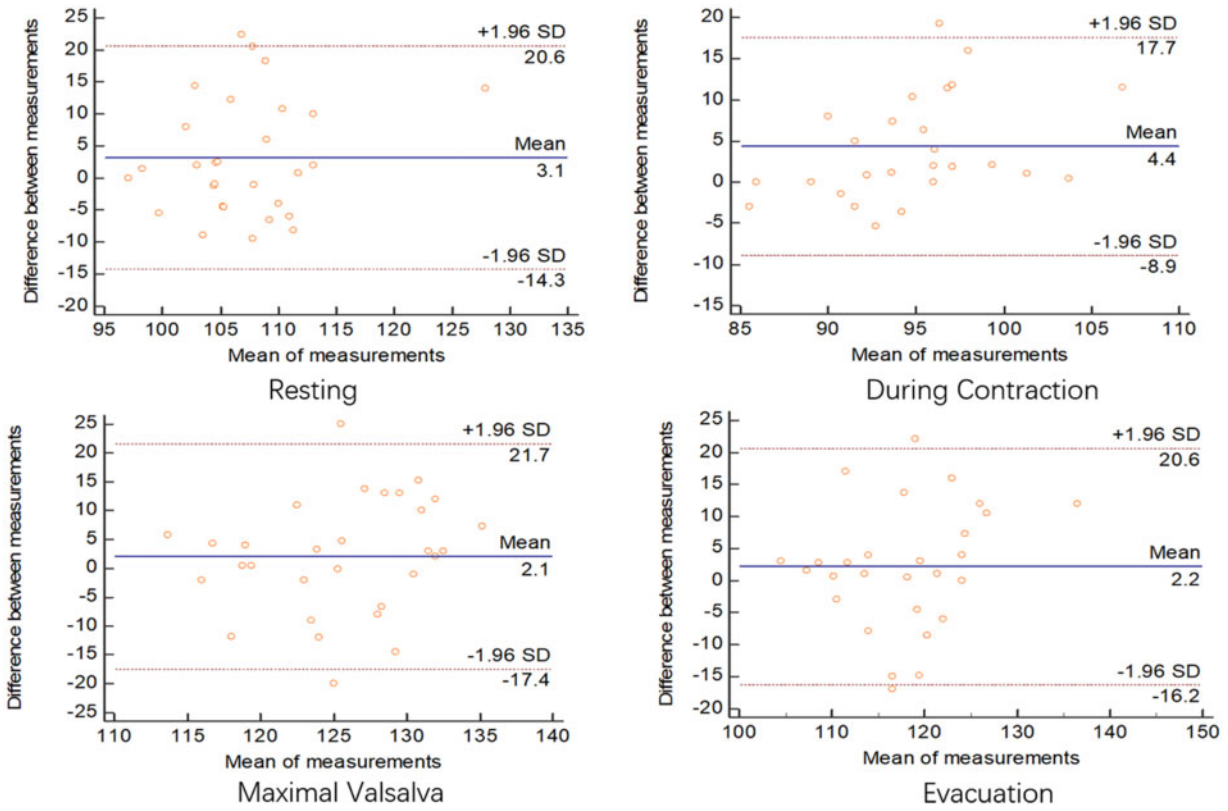 Difference between measurements
25
20
15
10
5
0
-5
-10
-15
-20
+1.96 SD
20.6
Mean
3.1
-1.96 SD
-14.3
95 100 105 110 115 120 125 130 135
Mean of measurements
Resting
Difference between measurements
20
15
10
5
0
-5
-10
-15
+1.96 SD
17.7
Mean
4.4
-1.96 SD
-8.9
85 90 95 100 105 110
Mean of measurements
During Contraction
Difference between measurements
25
20
15
10
5
0
-5
-10
-15
-20
-25
+1.96 SD
21.7
Mean
2.1
-1.96 SD
-17.4
110 115 120 125 130 135 140
Mean of measurements
Maximal Valsalva
Difference between measurements
25
20
15
10
5
0
-5
-10
-15
-20
+1.96 SD
20.6
Mean
2.2
-1.96 SD
-16.2
100 110 120 130 140 150
Mean of measurements
Evacuation